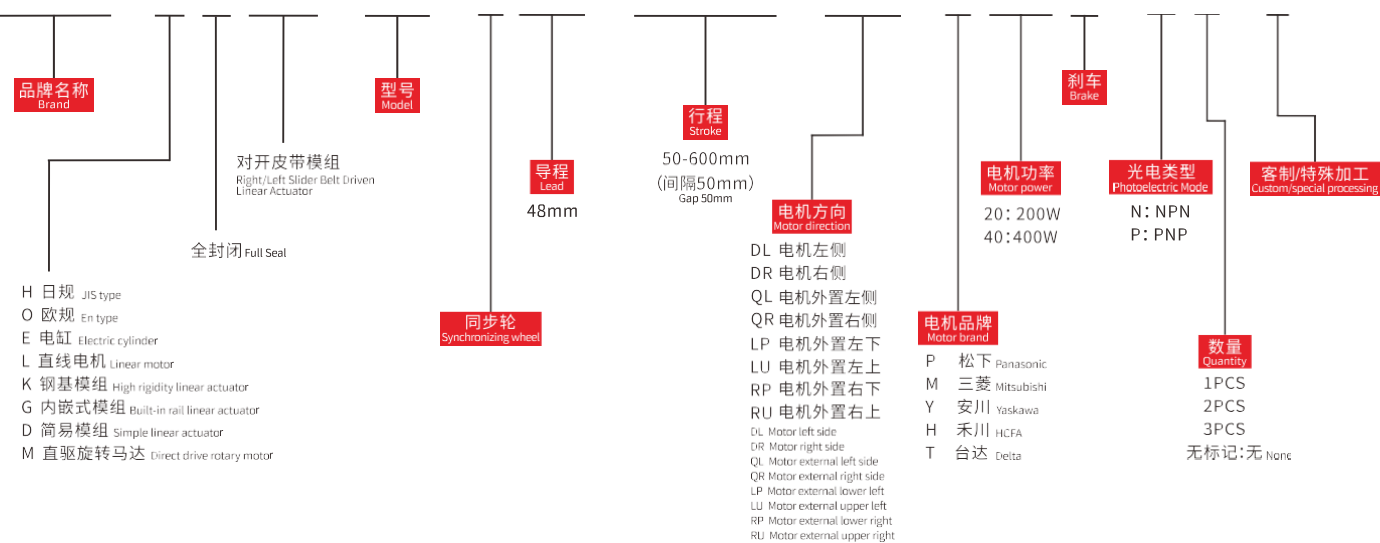 品牌名称
Brand
型号
Model
刹车
Brake
行程
Stroke
50-600mm
(间隔50mm)
Gap 50mm
对开皮带模组
Right/Left Slider Belt Driven
Linear Actuator
导程
Lead
48mm
电机功率
Motor power
20：200W
40：400W
光电类型
Photoelectric Mode
N：NPN
P：PNP
客制/特殊加工
Custom/special processing
全封闭 Full Seal
电机方向
Motor direction
DL 电机左侧
DR 电机右侧
QL 电机外置左侧
QR 电机外置右侧
LP 电机外置左下
LU 电机外置左上
RP 电机外置右下
RU 电机外置右上
DL Motor left side
DR Motor right side
QL Motor external left side
QR Motor external right side
LP Motor external lower left
LU Motor external upper left
RP Motor external lower right
RU Motor external upper right
H 日规 JIS type
O 欧规 En type
E 电缸 Electric cylinder
L 直线电机 Linear motor
K 钢基模组 High rigidity linear actuator
G 内嵌式模组 Built-in rail linear actuator
D 简易模组 Simple linear actuator
M 直驱旋转马达 Direct drive rotary motor
同步轮
Synchronizing wheel
电机品牌
Motor brand
P 松下 Panasonic
M 三菱 Mitsubishi
Y 安川 Yaskawa
H 禾川 HCFA
T 台达 Delta
数量
Quantity
1PCS
2PCS
3PCS
无标记：无 None